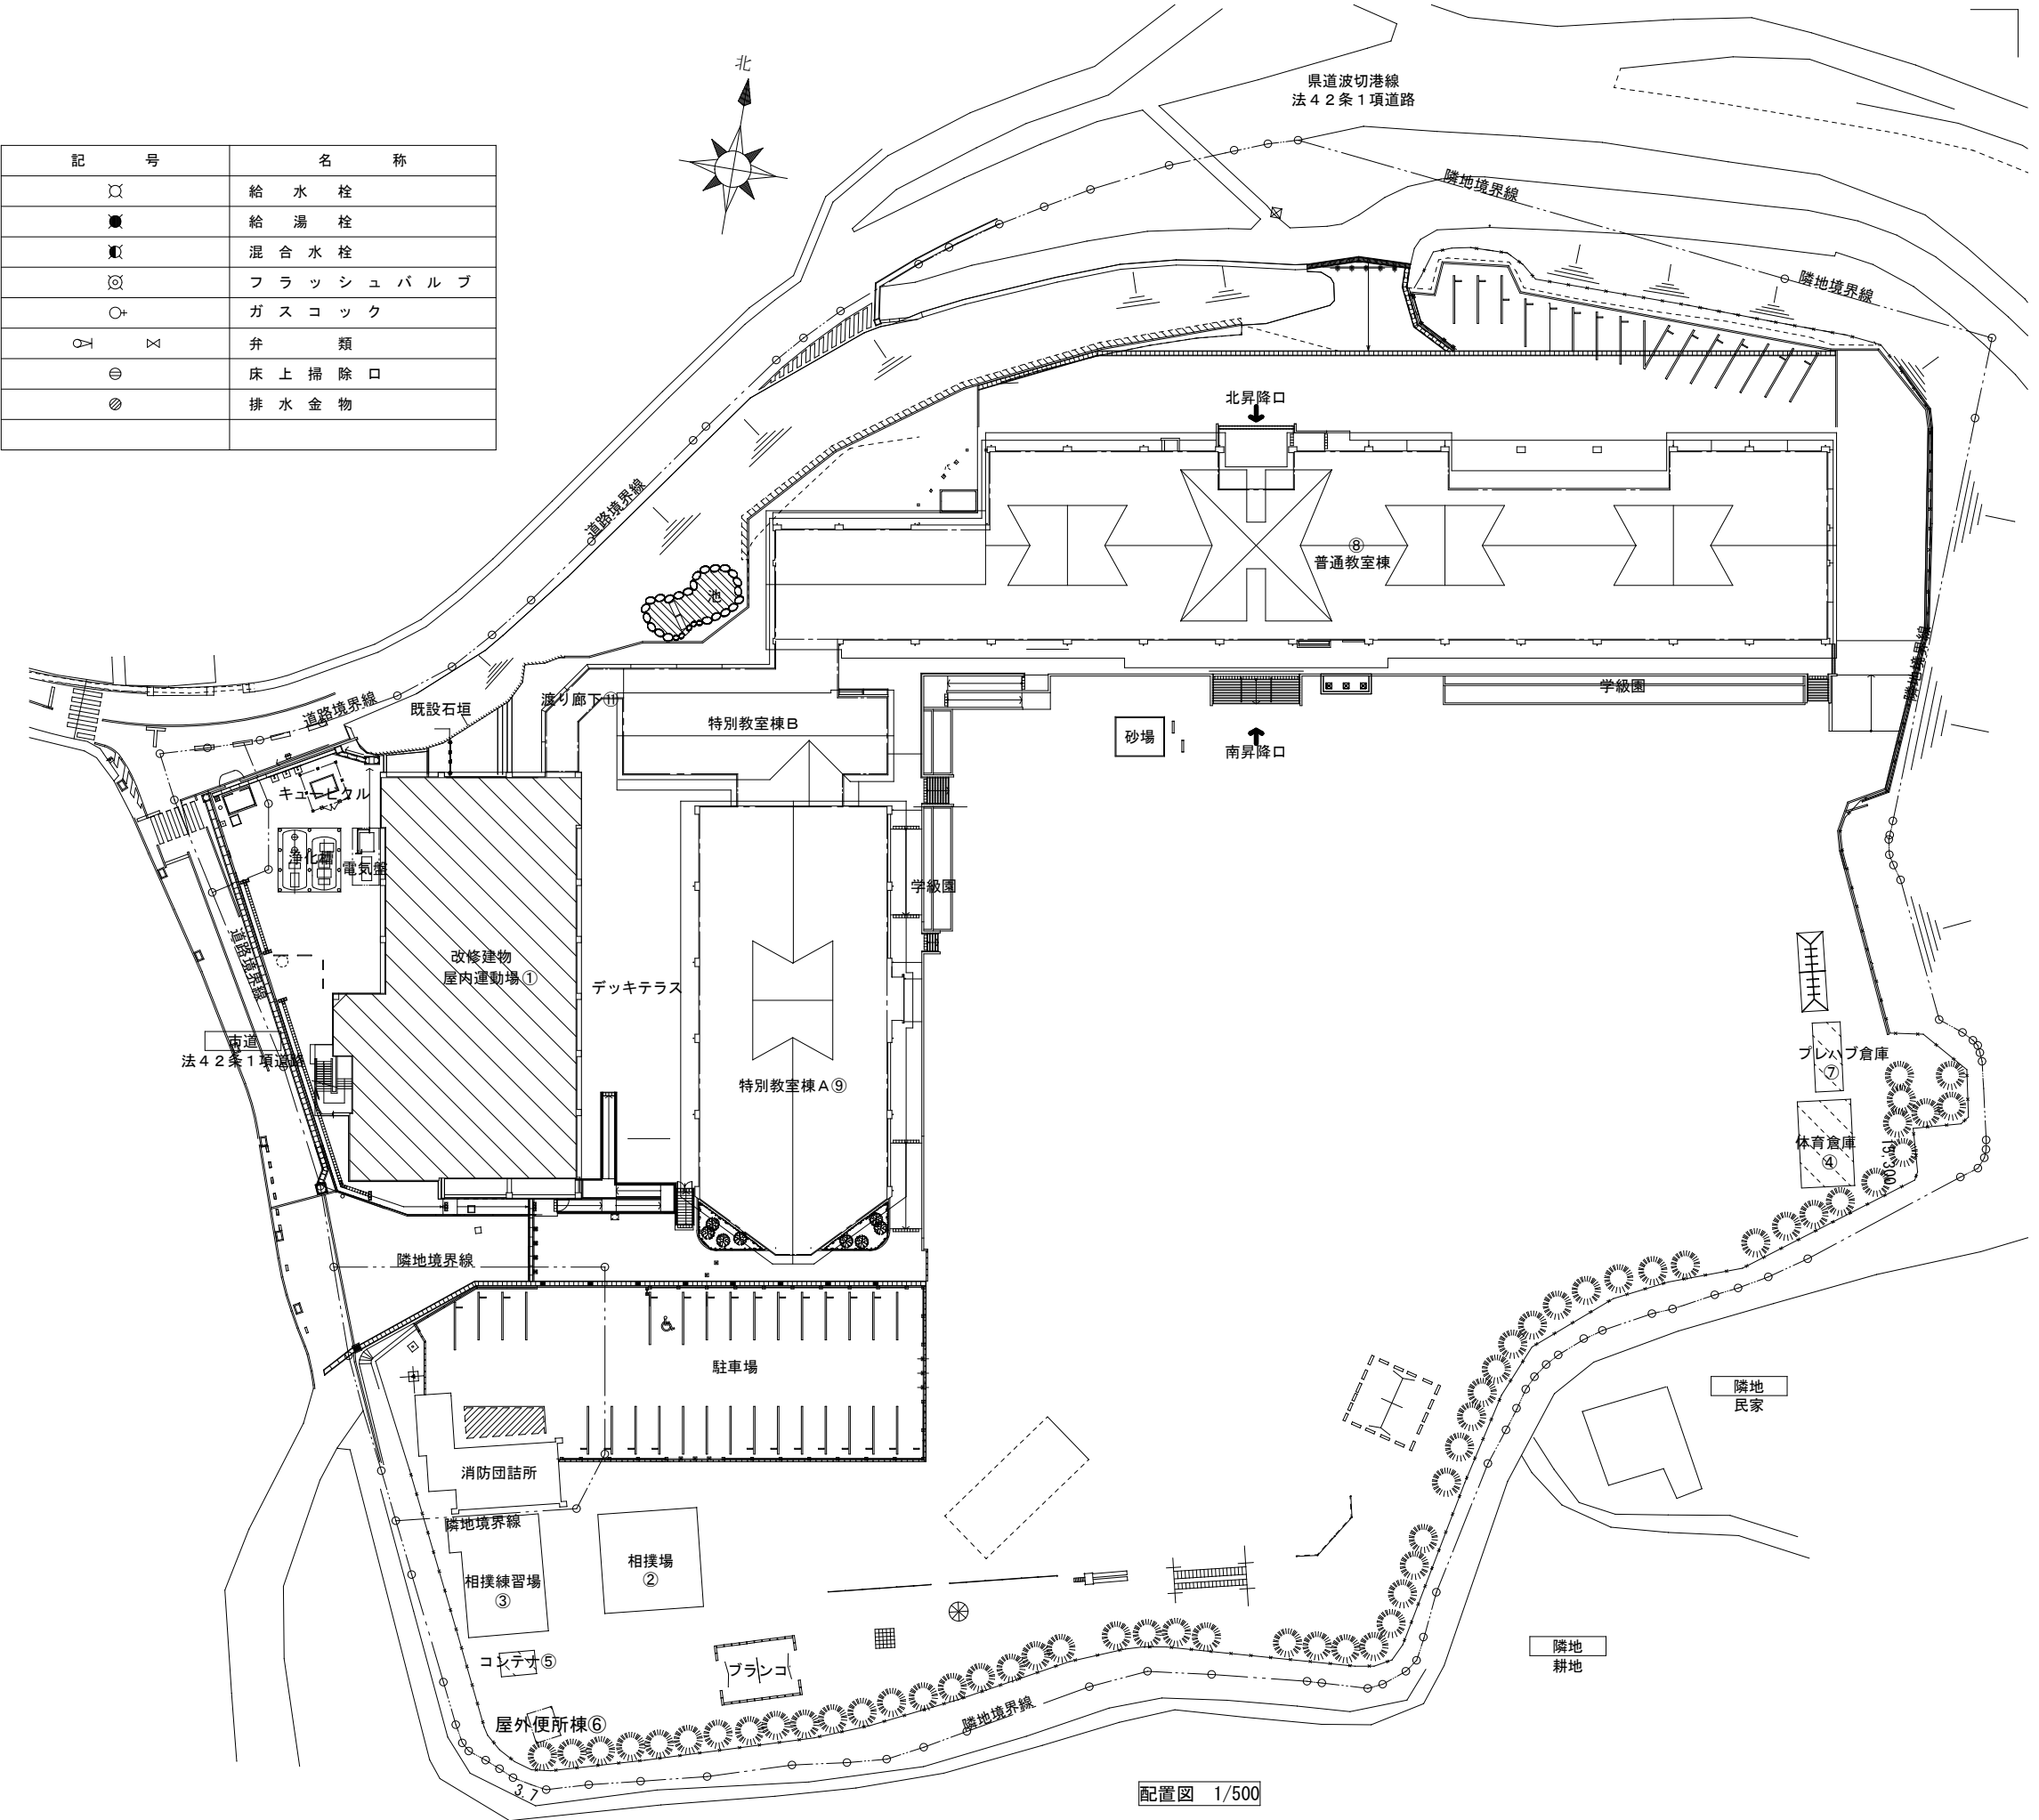 北
県道波切港線
法42条1項道路
記 号 名 称
給 水 栓
給 湯 栓
混 合 水 栓
フ ラ ッ シ ュ バ ル ブ
ガ ス コ ッ ク
弁 類
床 上 掃 除 口
排 水 金 物
隣地境界線
隣地境界線
北昇降口
道路境界線
⑧
普通教室棟
池
隣地境界線
学級園
渡り廊下⑪
既設石垣
道路境界線
特別教室棟B
砂場
南昇降口
キュービクル
浄化槽
電気盤
学級園
道路境界線
改修建物
屋内運動場①
デッキテラス
市道
法42条1項道路
特別教室棟A⑨
プレハブ倉庫
⑦
体育倉庫
④
15.300
隣地境界線
駐車場
隣地
民家
消防団詰所
隣地境界線
相撲場
②
相撲練習場
③
コンテナ⑤
ブランコ
隣地
耕地
屋外便所棟⑥
隣地境界線
3.7
配置図 1/500